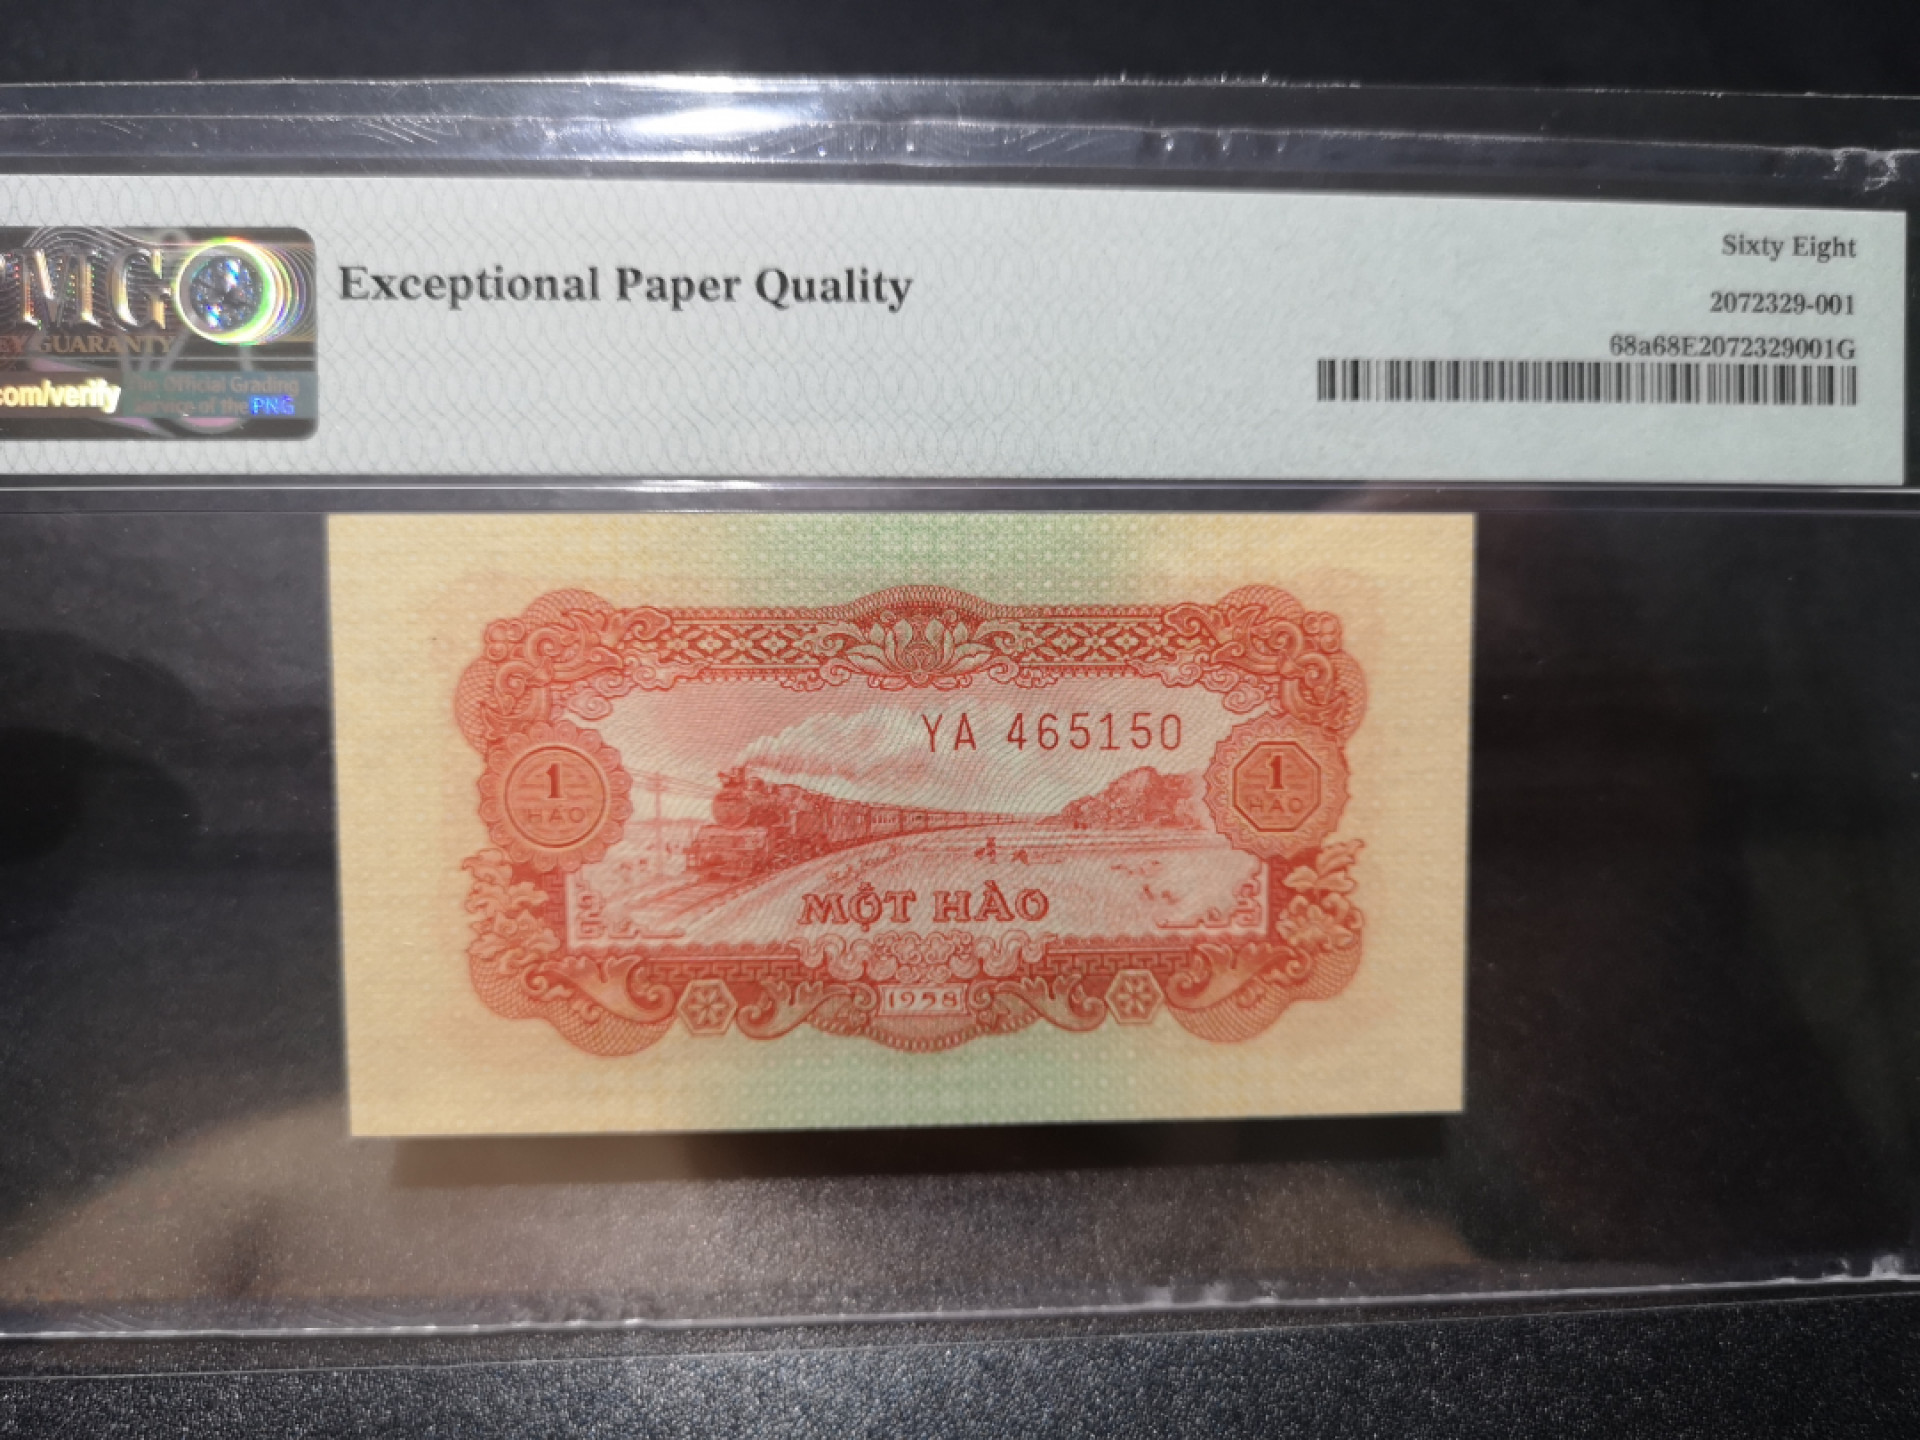 PMG
EY GUARANTY
com/verify
The Official Grading
Service of the PNG
Exceptional Paper Quality
Sixty Eight
2072329-001
68a68E2072329001G
YA 465150
1
HÀO
1
HÀO
MỘT HÀO
1958